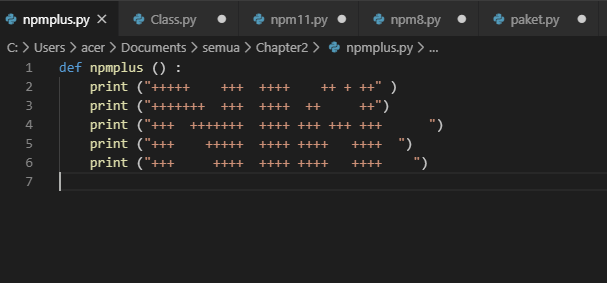 npmplus.py Class.py npm11.py npm8.py paket.py
C: > Users > acer > Documents > semua > Chapter2 > npmplus.py > ...
1 def npmplus () :
2     print ("+++++    +++  ++++    ++ + ++" )
3     print ("+++++++  +++  ++++  ++     ++")
4     print ("+++  +++++++  ++++ +++ +++ +++      ")
5     print ("+++    +++++  ++++ ++++   ++++  ")
6     print ("+++     ++++  ++++ ++++   ++++    ")
7